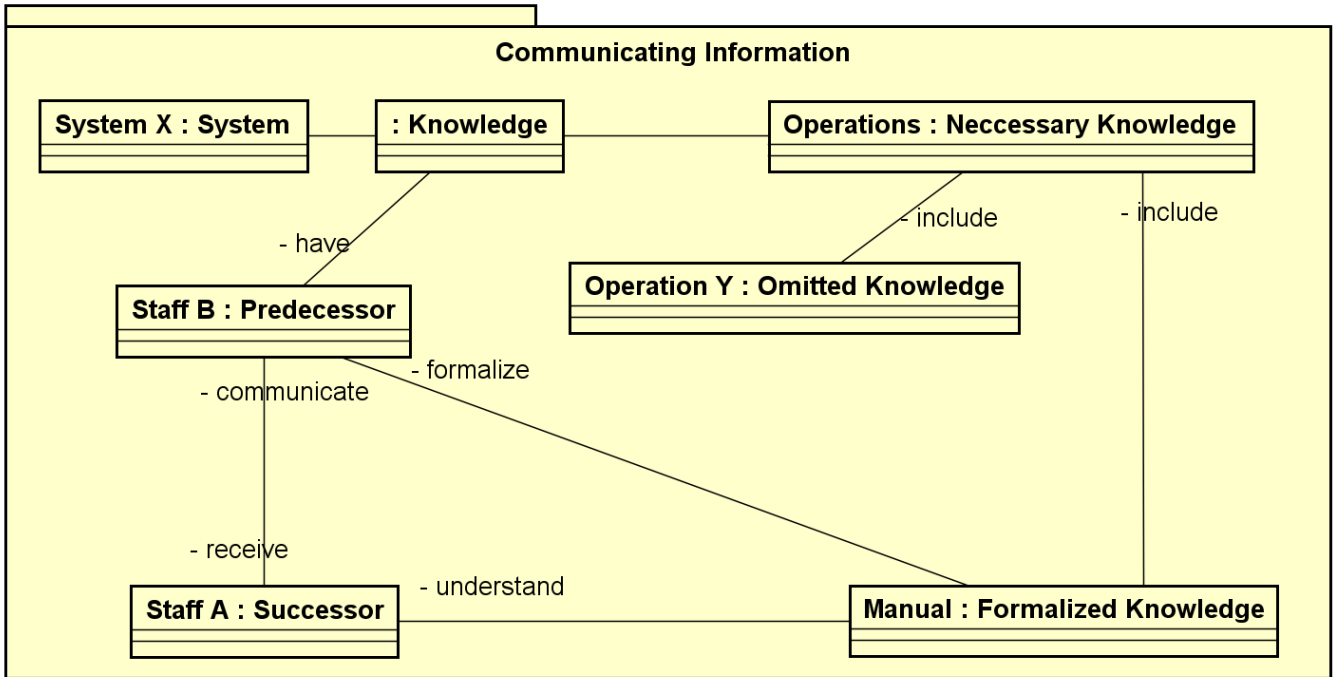 Communicating Information
System X : System
: Knowledge
Operations : Neccessary Knowledge
- include
- include
- have
Operation Y : Omitted Knowledge
Staff B : Predecessor
- formalize
- communicate
- receive
- understand
Staff A : Successor
Manual : Formalized Knowledge